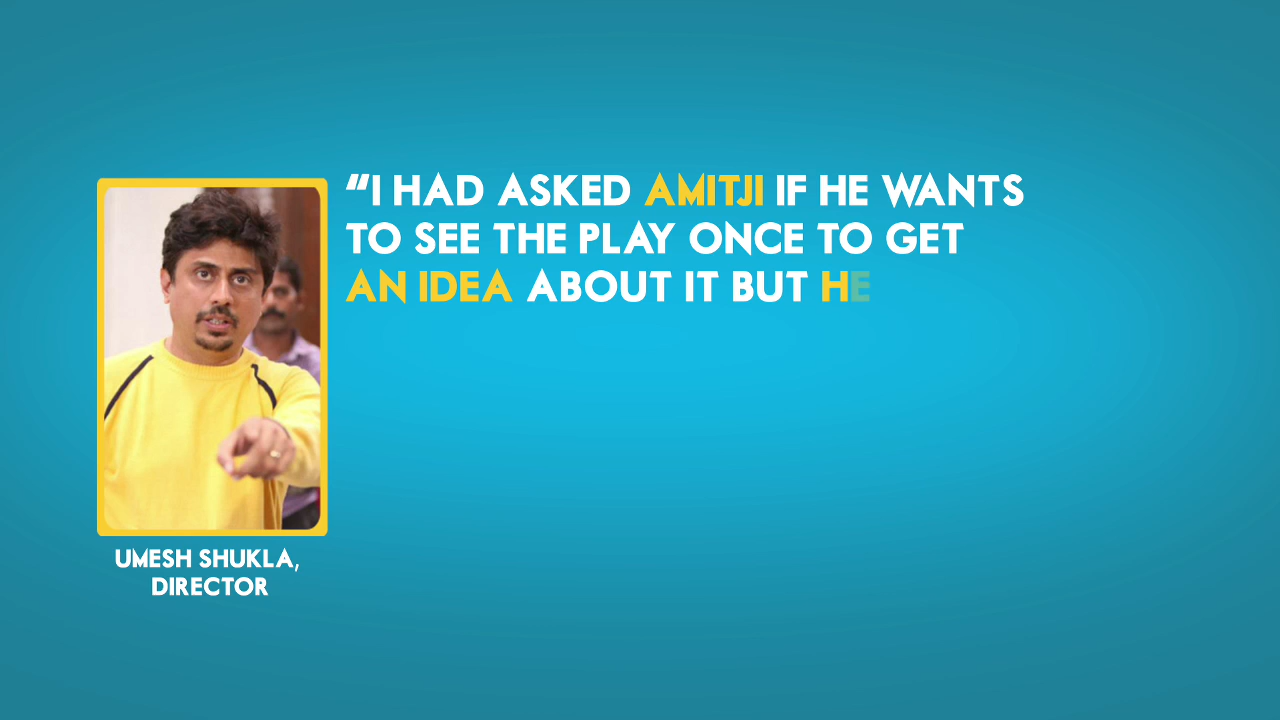 “I HAD ASKED AMITJI IF HE WANTS
TO SEE THE PLAY ONCE TO GET
AN IDEA ABOUT IT BUT HE
UMESH SHUKLA,
DIRECTOR